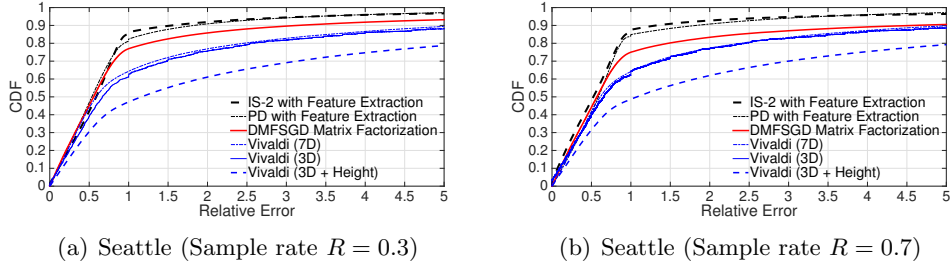 1
0.9
0.8
0.7
0.6
0.5
0.4
0.3
0.2
0.1
0
CDF
IS-2 with Feature Extraction
PD with Feature Extraction
DMFSGD Matrix Factorization
Vivaldi (7D)
Vivaldi (3D)
Vivaldi (3D + Height)
0 0.5 1 1.5 2 2.5 3 3.5 4 4.5 5
Relative Error
(a) Seattle (Sample rate R = 0.3)
1
0.9
0.8
0.7
0.6
0.5
0.4
0.3
0.2
0.1
0
CDF
IS-2 with Feature Extraction
PD with Feature Extraction
DMFSGD Matrix Factorization
Vivaldi (7D)
Vivaldi (3D)
Vivaldi (3D + Height)
0 0.5 1 1.5 2 2.5 3 3.5 4 4.5 5
Relative Error
(b) Seattle (Sample rate R = 0.7)